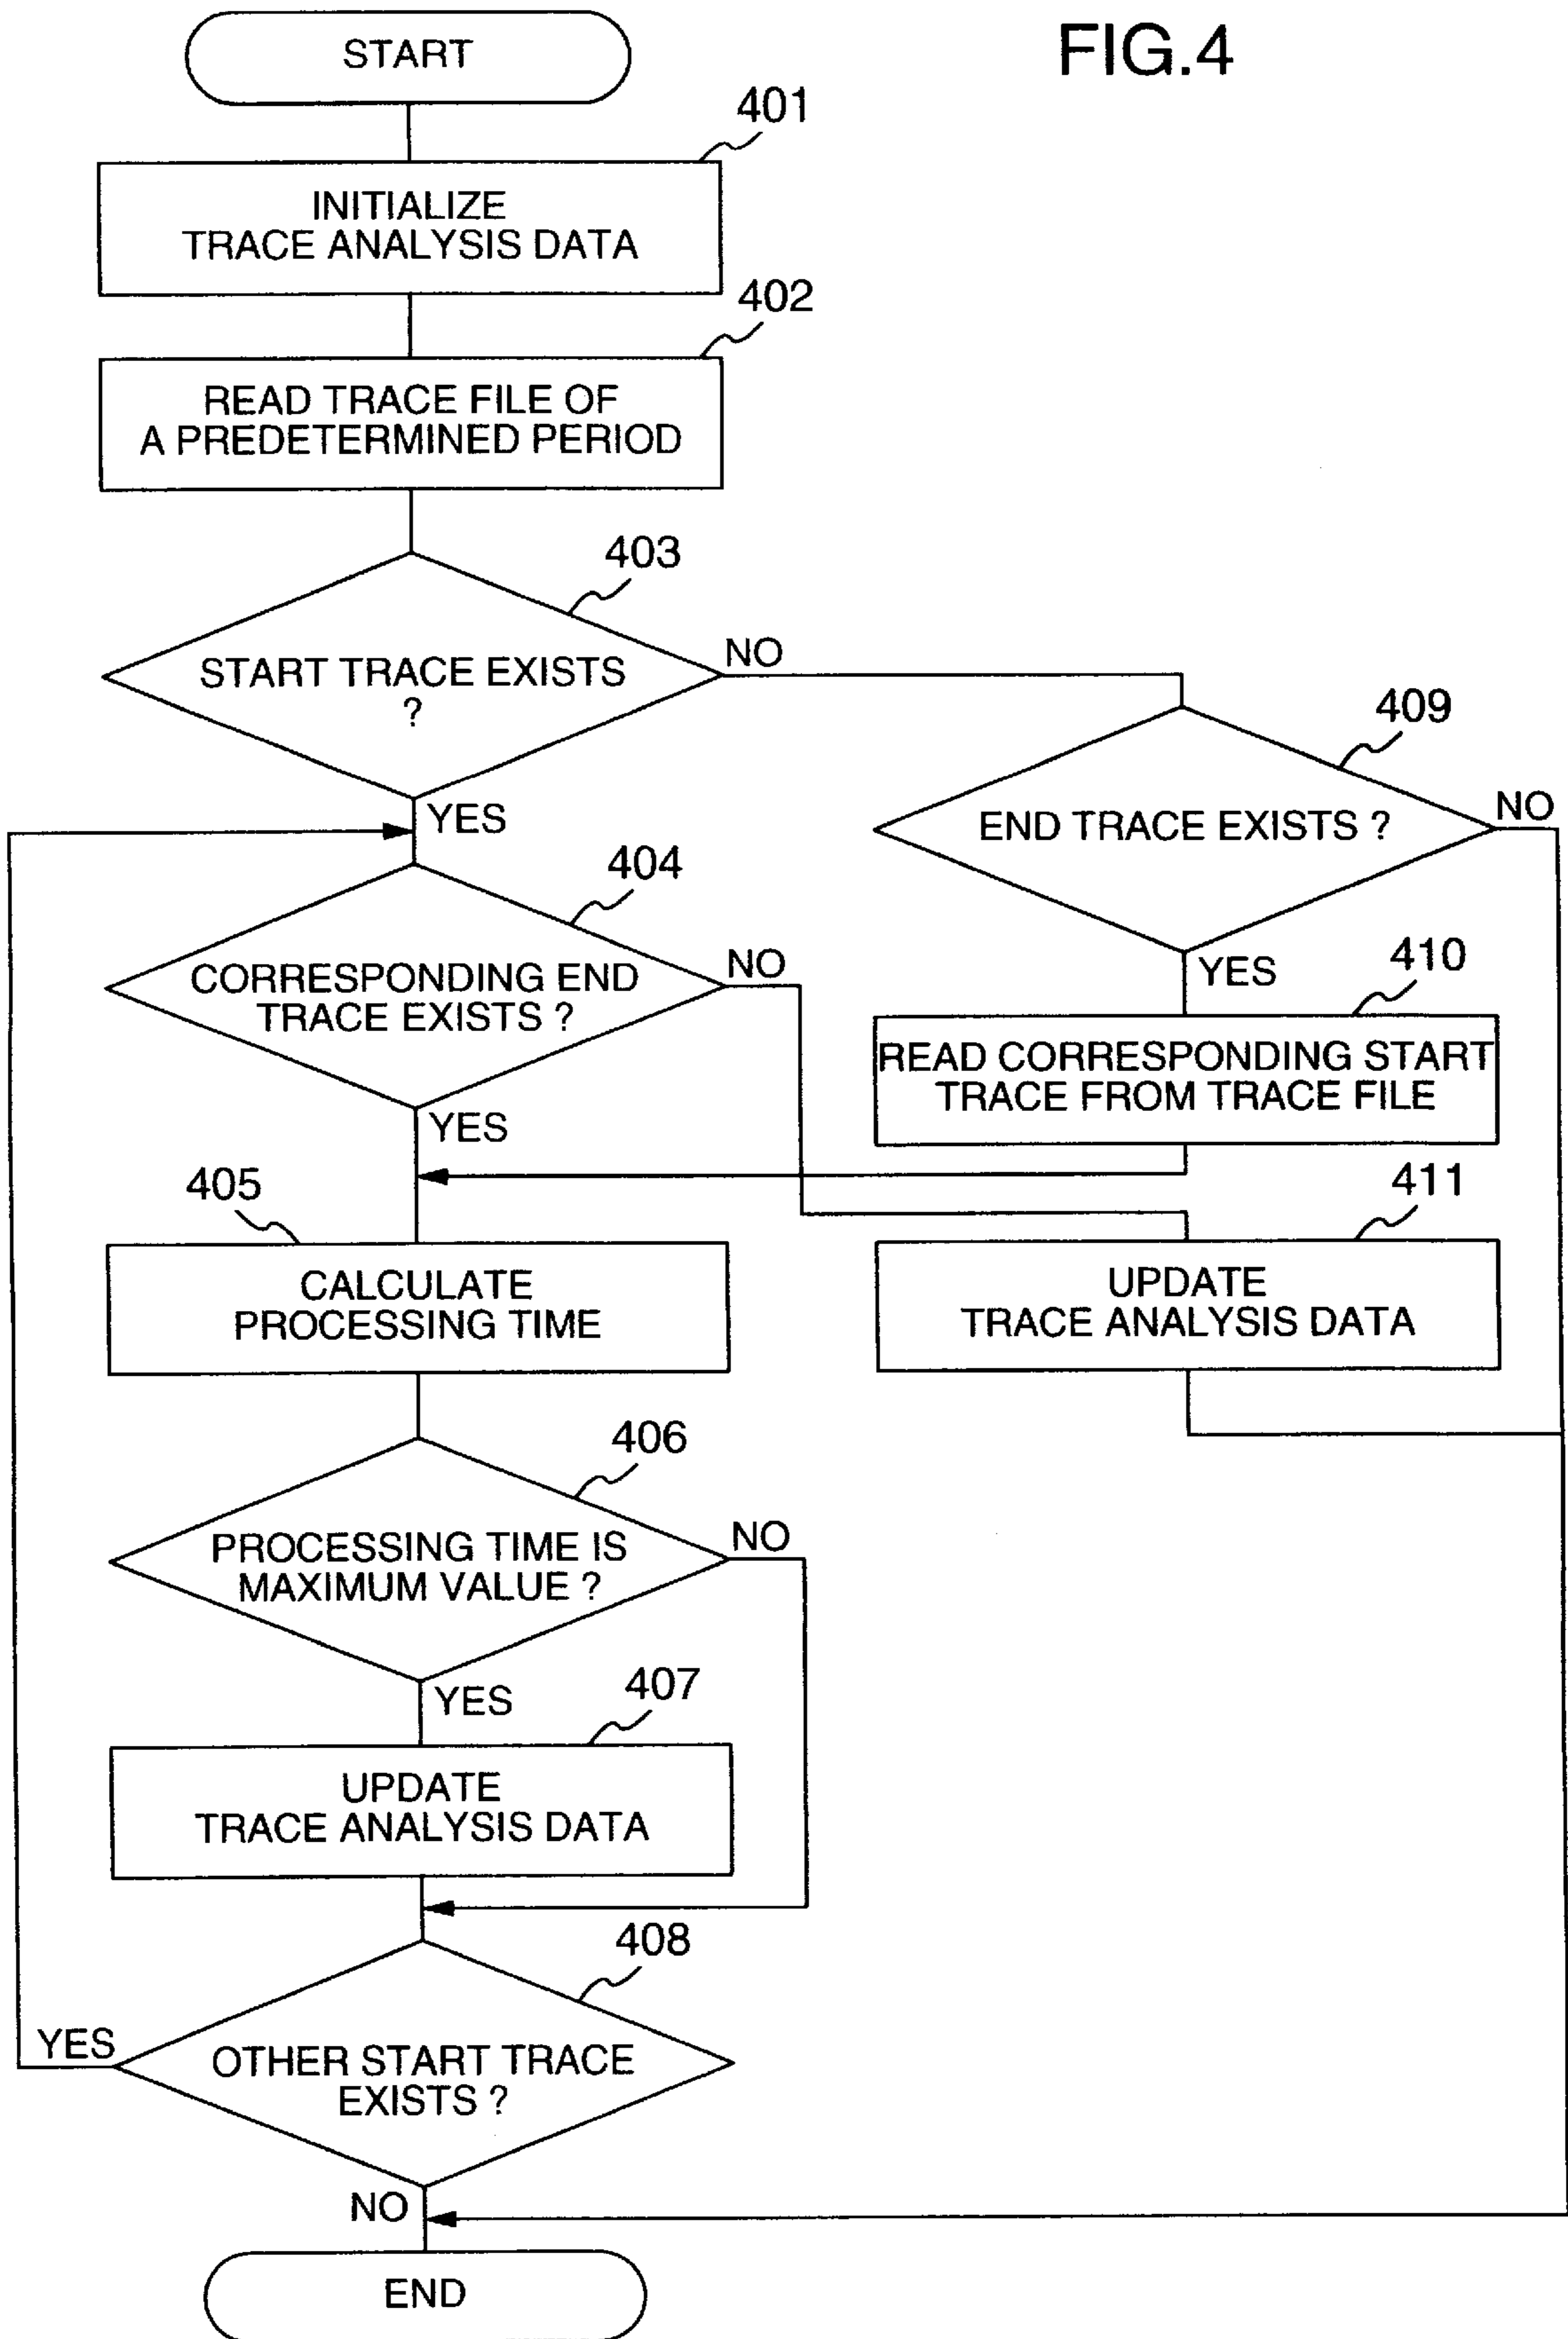 FIG.4
START
401
INITIALIZE
TRACE ANALYSIS DATA
402
READ TRACE FILE OF
A PREDETERMINED PERIOD
403
START TRACE EXISTS
?
NO
YES
409
END TRACE EXISTS ?
NO
YES
404
CORRESPONDING END
TRACE EXISTS ?
NO
YES
410
READ CORRESPONDING START
TRACE FROM TRACE FILE
405
CALCULATE
PROCESSING TIME
411
UPDATE
TRACE ANALYSIS DATA
406
PROCESSING TIME IS
MAXIMUM VALUE ?
NO
YES
407
UPDATE
TRACE ANALYSIS DATA
408
OTHER START TRACE
EXISTS ?
YES
NO
END